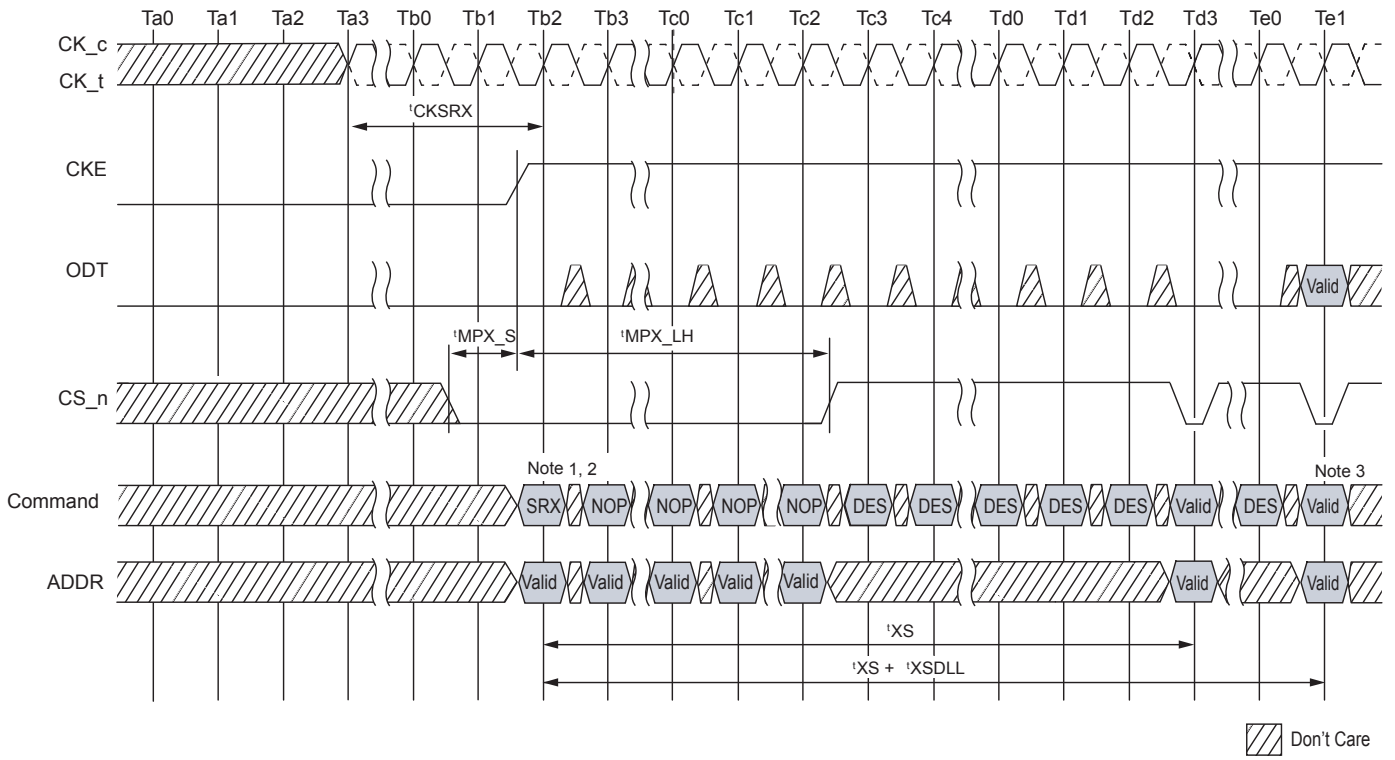 Ta0 Ta1 Ta2 Ta3 Tb0 Tb1 Tb2 Tb3 Tc0 Tc1 Tc2 Tc3 Tc4 Td0 Td1 Td2 Td3 Te0 Te1
CK_c
CK_t
tCKSRX
CKE
ODT
Valid
tMPX_S tMPX_LH
CS_n
Note 1, 2 Note 3
Command SRX NOP NOP NOP NOP DES DES DES DES DES Valid DES Valid
ADDR Valid Valid Valid Valid Valid Valid Valid
tXS
tXS + tXSDLL
Don't Care